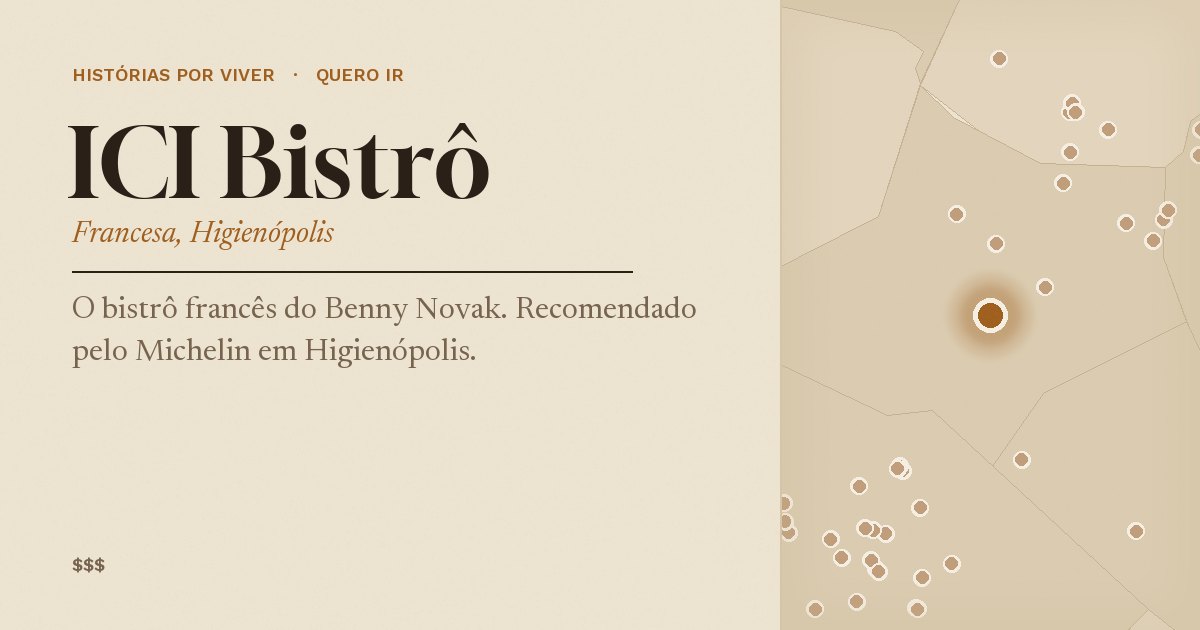 HISTÓRIAS POR VIVER · QUERO IR
ICI Bistrô
Francesa, Higienópolis
O bistrô francês do Benny Novak. Recomendado
pelo Michelin em Higienópolis.
$$$